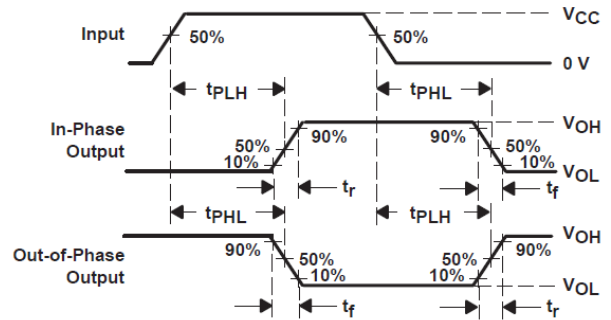 Input
50%
50%
VCC
0 V
tPLH
tPHL
In-Phase
Output
50%
10%
90%
90%
50%
10%
VOH
VOL
tr
tf
tPHL
tPLH
Out-of-Phase
Output
90%
50%
10%
10%
50%
90%
VOH
VOL
tf
tr